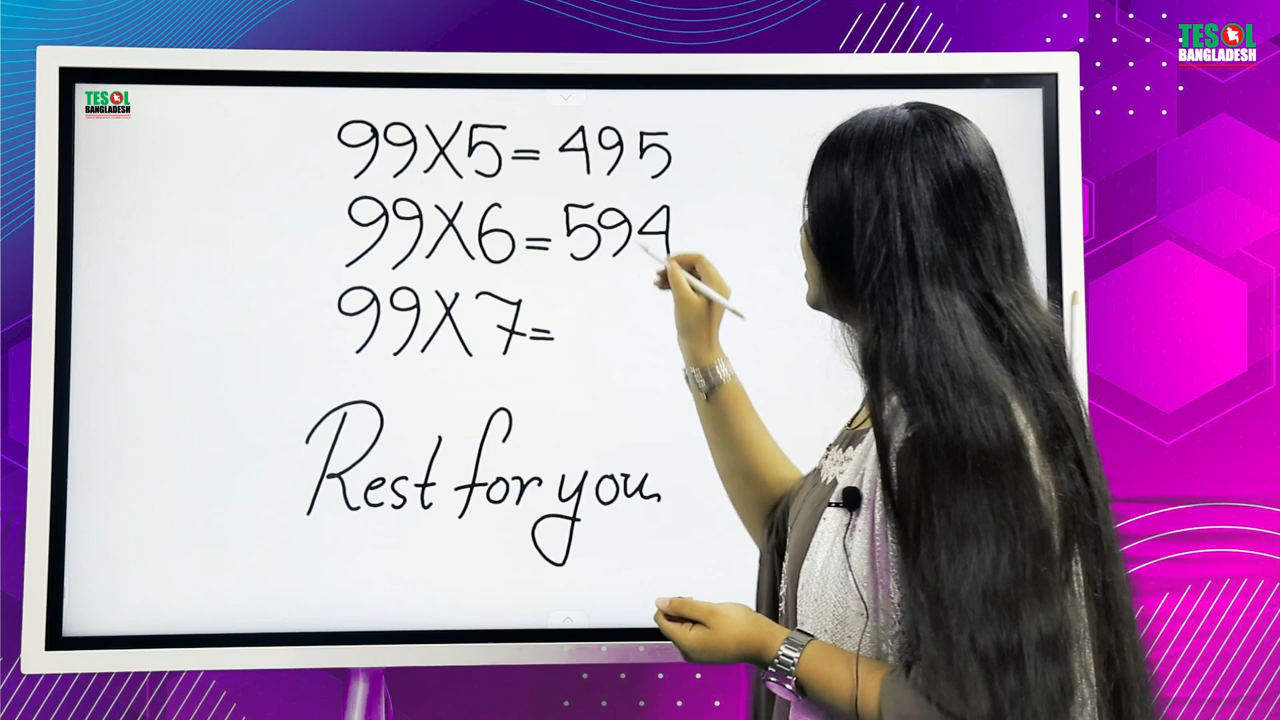 TESOL
BANGLADESH
TESOL
BANGLADESH
99X5= 495
99X6= 594
99X7=
Rest for you